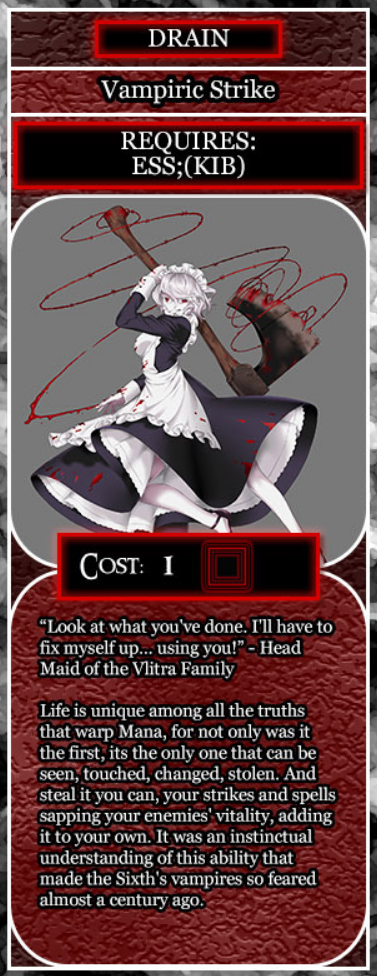 DRAIN
Vampiric Strike
REQUIRES:
ESS;(KIB)
COST: 1
“Look at what you've done. I'll have to
fix myself up... using you!” - Head
Maid of the Vlitra Family
Life is unique among all the truths
that warp Mana, for not only was it
the first, its the only one that can be
seen, touched, changed, stolen. And
steal it you can, your strikes and spells
sapping your enemies' vitality, adding
it to your own. It was an instinctual
understanding of this ability that
made the Sixth's vampires so feared
almost a century ago.